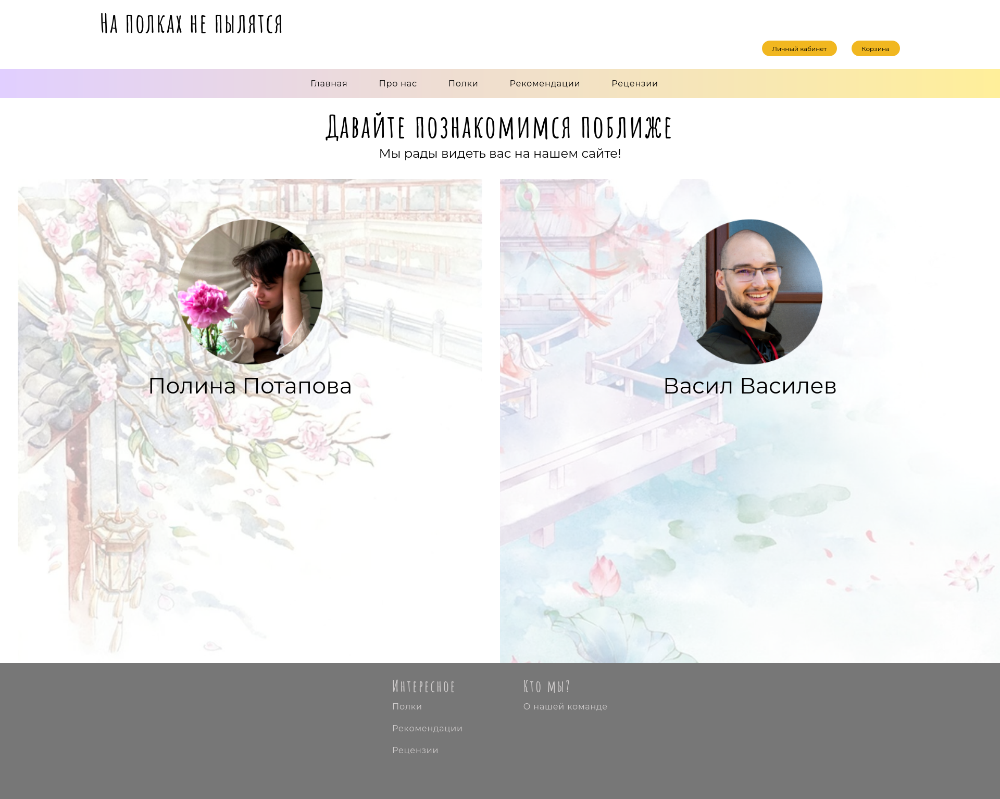 На полках не пылятся
Личный кабинет
Корзина
Главная
Про нас
Полки
Рекомендации
Рецензии
Давайте познакомимся поближе
Мы рады видеть вас на нашем сайте!
Полина Потапова
Васил Василев
Интересное
Полки
Рекомендации
Рецензии
Кто мы?
О нашей команде